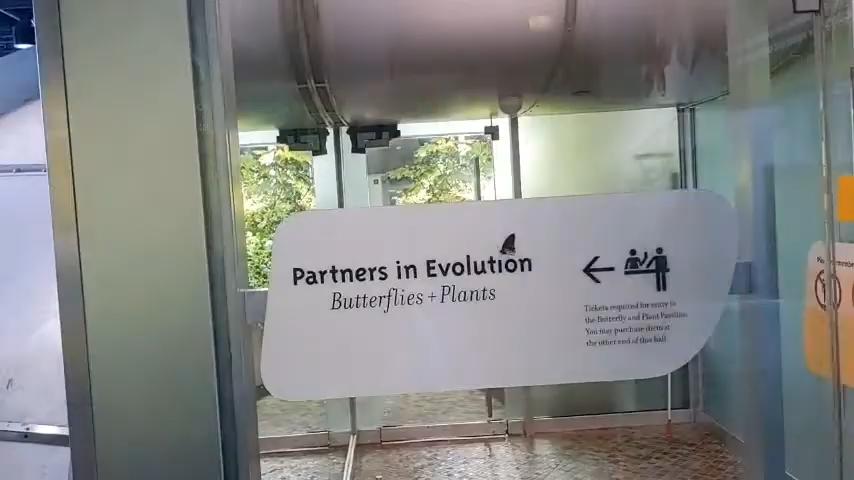 Partners in Evolution
Butterflies + Plants
Tickets required for entry to
the Butterfly and Plant Pavilion.
You may purchase them at
the other end of this hall.